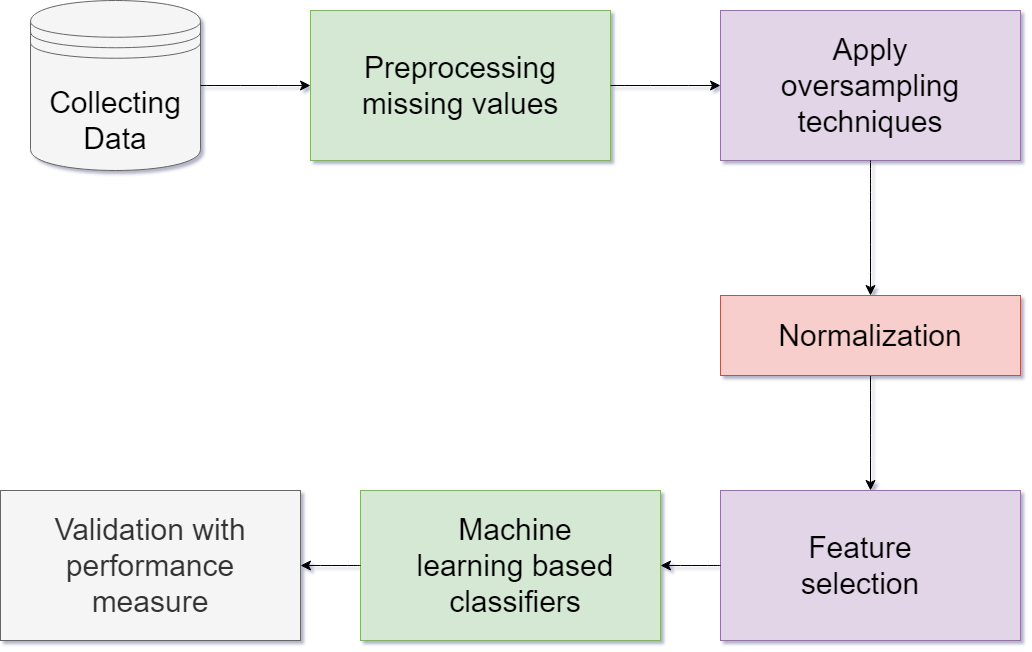 Collecting
Data
Preprocessing
missing values
Apply
oversampling
techniques
Normalization
Feature
selection
Machine
learning based
classifiers
Validation with
performance
measure